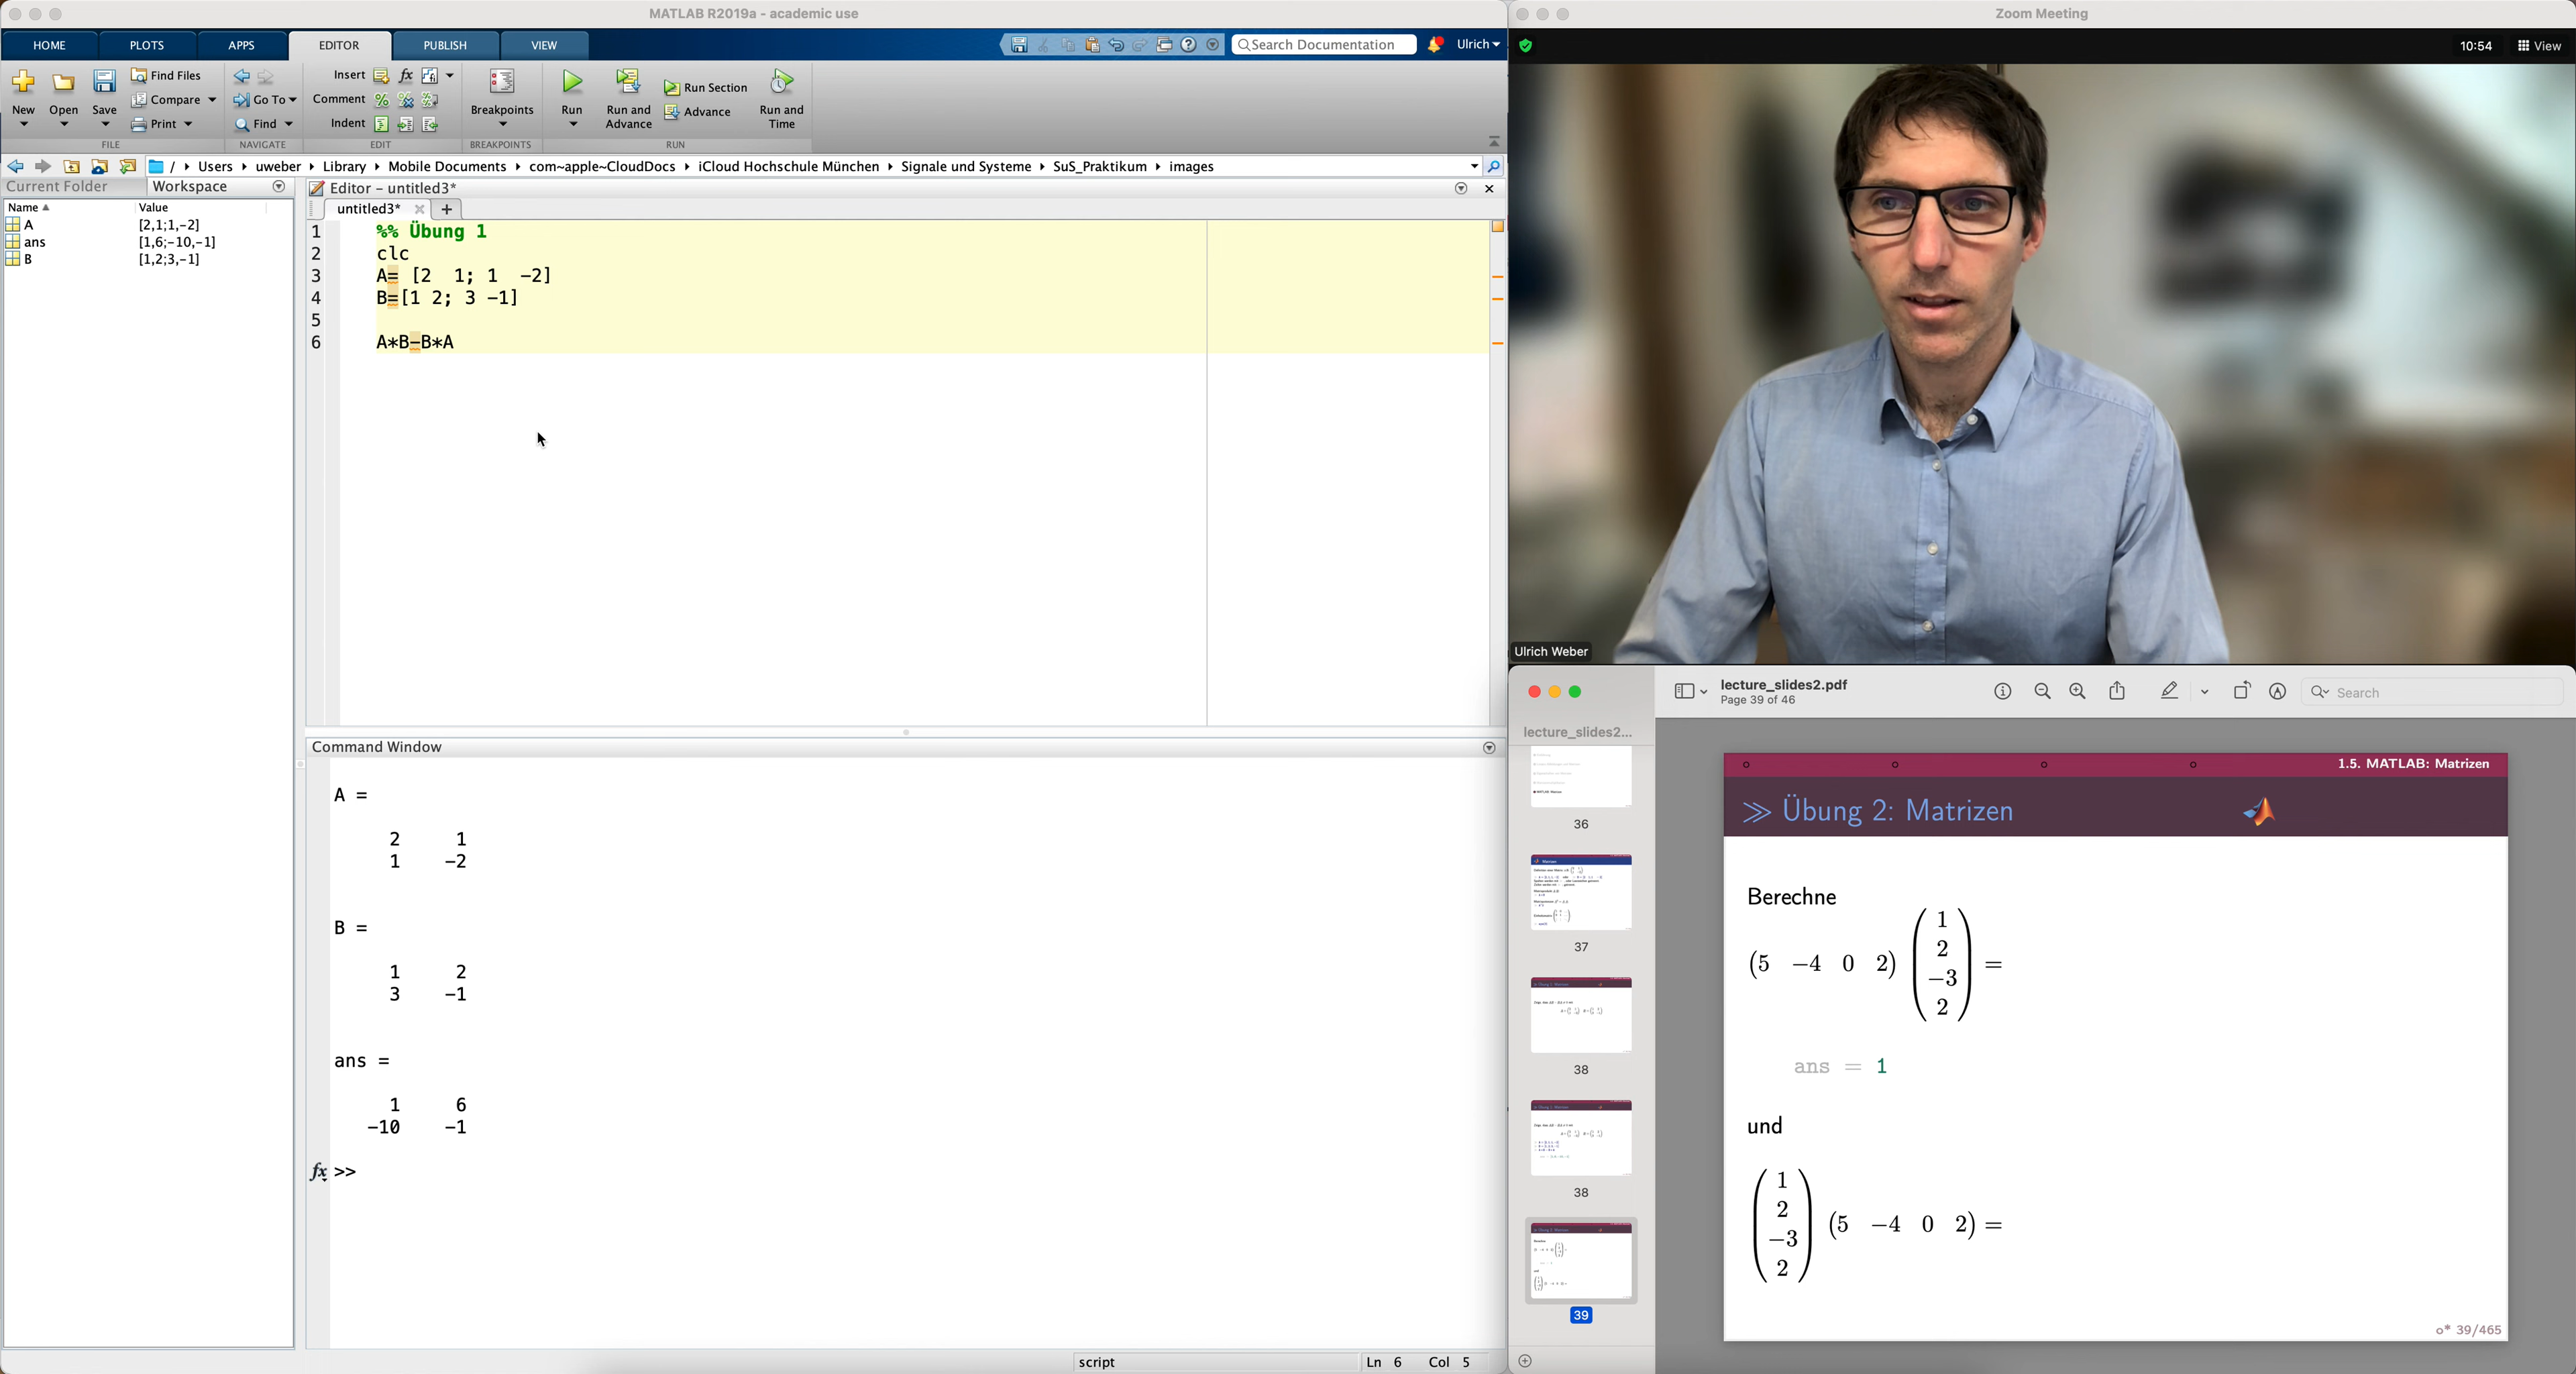 MATLAB R2019a - academic use
HOME PLOTS APPS EDITOR PUBLISH VIEW
Search Documentation
Ulrich
New
Open
Save
Find Files
Compare
Print
FILE
Go To
Find
NAVIGATE
Insert
Comment
Indent
EDIT
Breakpoints
BREAKPOINTS
Run
Run and Advance
Run Section
Advance
Run and Time
RUN
/ Users uweber Library Mobile Documents com~apple~CloudDocs iCloud Hochschule München Signale und Systeme SuS_Praktikum images
Current Folder
Workspace
Name Value
A [2,1;1,-2]
ans [1,6;-10,-1]
B [1,2;3,-1]
Editor - untitled3*
untitled3*
1 %% Übung 1
2 clc
3 A= [2 1; 1 -2]
4 B=[1 2; 3 -1]
5
6 A*B-B*A
Command Window
A =
2 1
1 -2
B =
1 2
3 -1
ans =
1 6
-10 -1
fx >>
script
Ln 6 Col 5
Zoom Meeting
10:54 View
Ulrich Weber
lecture_slides2.pdf
Page 39 of 46
Search
lecture_slides2...
36
37
38
38
39
1.5. MATLAB: Matrizen
≫ Übung 2: Matrizen
Berechne
(5 −4 0 2) (1 2 −3 2) =
ans = 1
und
(1 2 −3 2) (5 −4 0 2) =
39/465